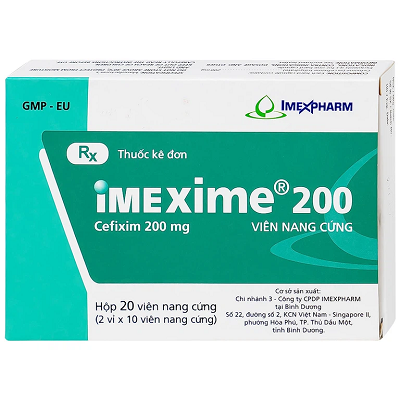 IMEXPHARM
GMP - EU
Rx Thuốc kê đơn
iMEXime® 200
Cefixim 200 mg
VIÊN NANG CỨNG
Hộp 20 viên nang cứng
(2 vỉ x 10 viên nang cứng)
Cơ sở sản xuất:
Chi nhánh 3 - Công ty CPDP IMEXPHARM
tại Bình Dương
Số 22, đường số 2, KCN Việt Nam - Singapore II,
phường Hòa Phú, TP. Thủ Dầu Một,
tỉnh Bình Dương.